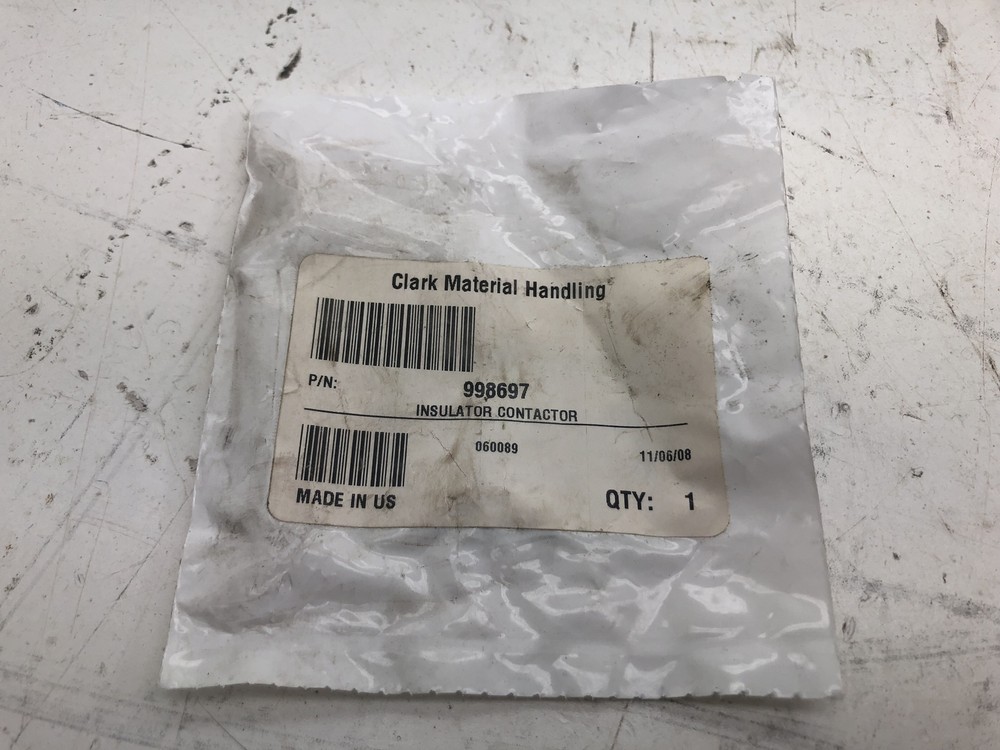 Clark Material Handling
P/N: 998697
INSULATOR CONTACTOR
060089 11/06/08
MADE IN US QTY: 1